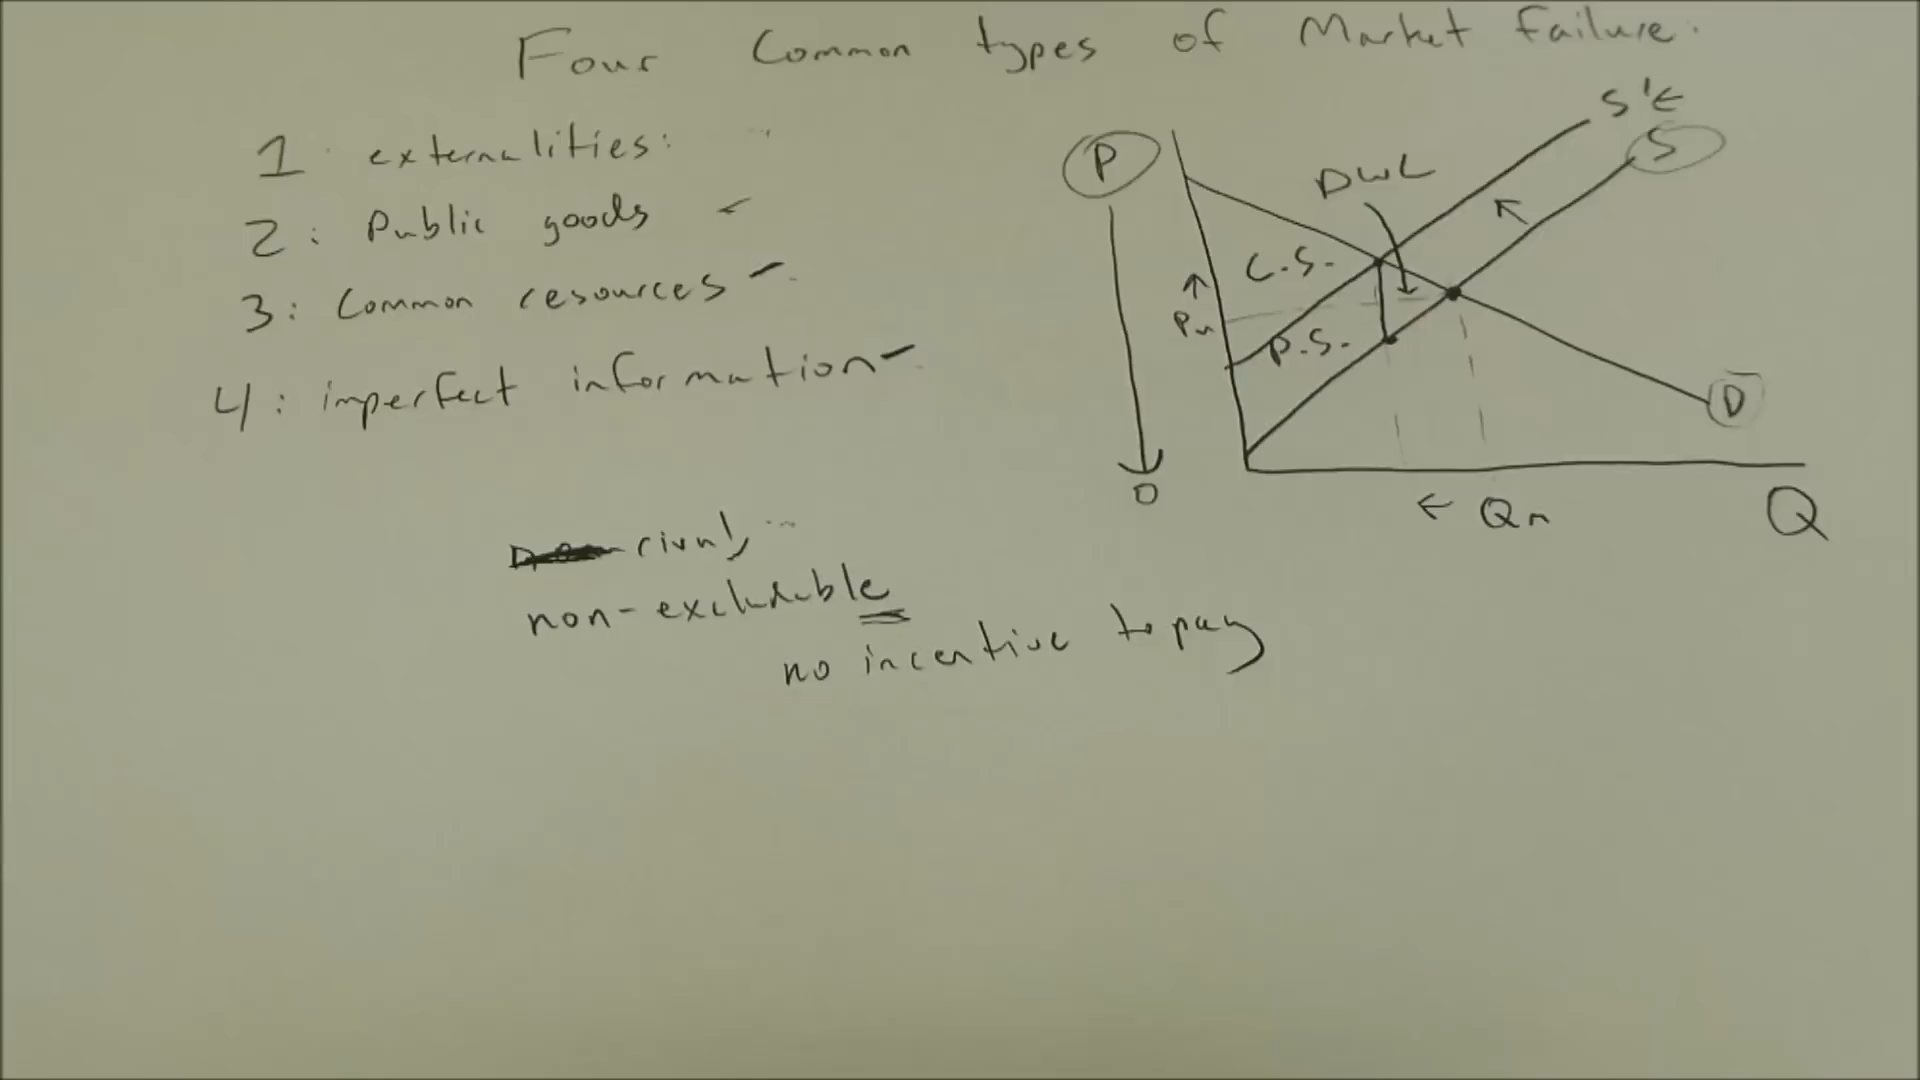 Four Common types of Market Failure.
1 externalities:
2: Public goods
3: Common resources -
4: imperfect information -
rival,
non-excludable
no incentive to pay
P
0
S'
S
DWL
C.S.
Pm
P.S.
D
← Qm
Q